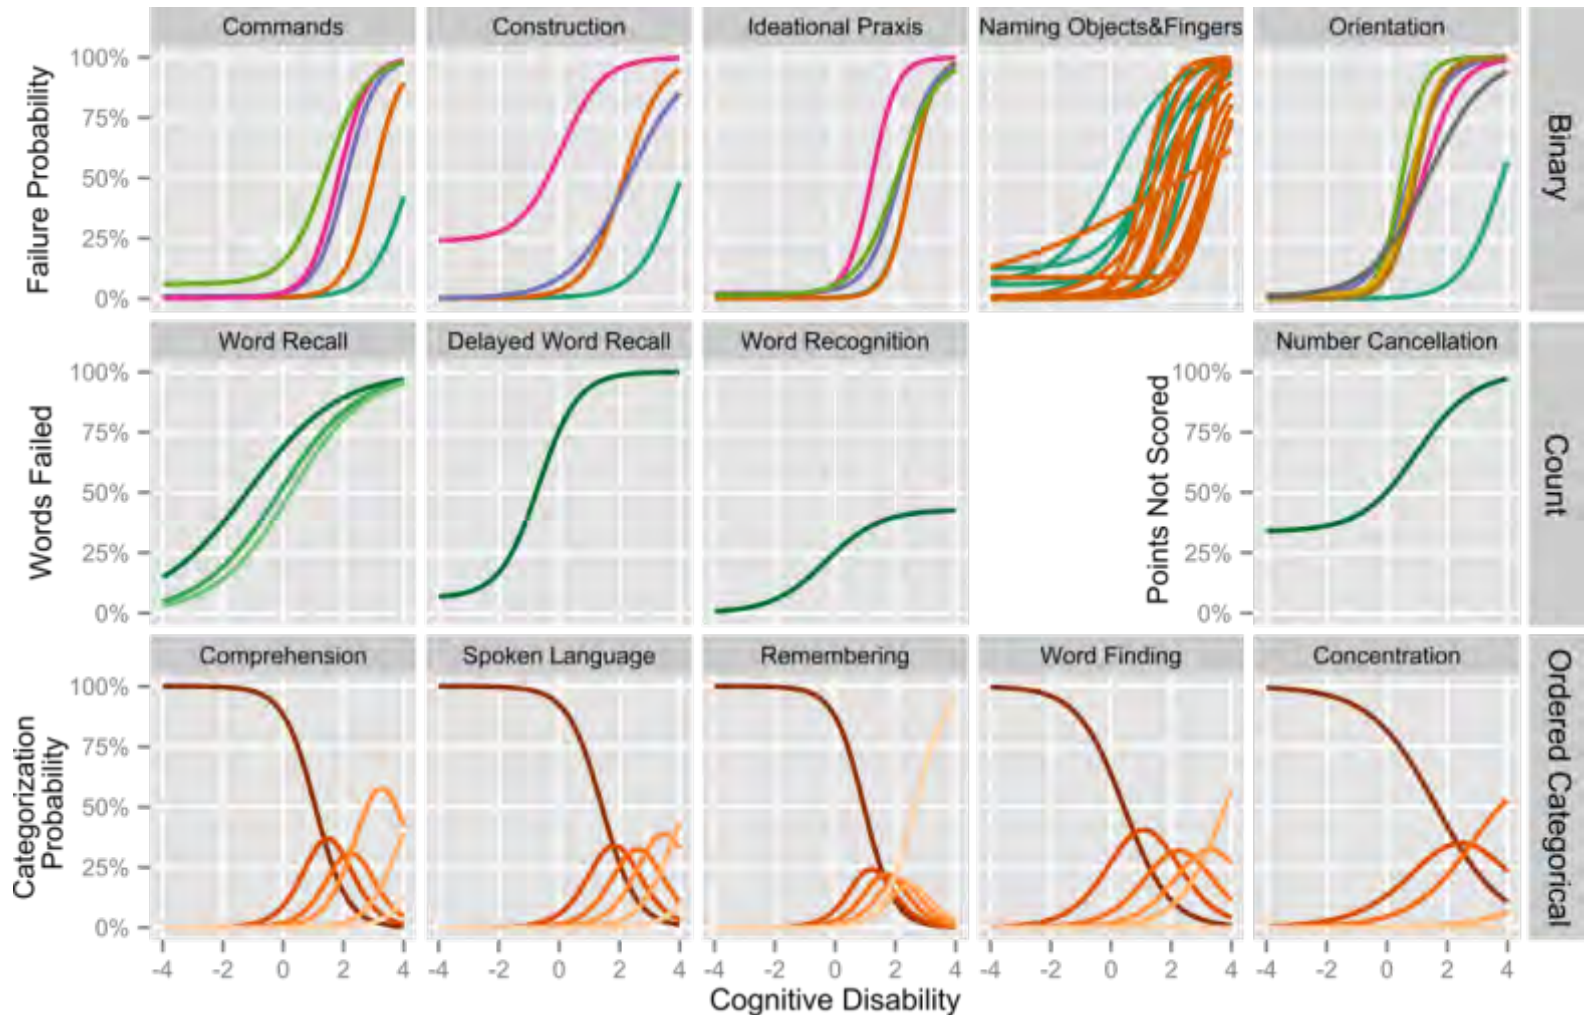 Commands Construction Ideational Praxis Naming Objects&Fingers Orientation
100%
75%
50%
25%
0%
Failure Probability
Binary
Word Recall Delayed Word Recall Word Recognition Number Cancellation
100%
75%
50%
25%
0%
Words Failed
100%
75%
50%
25%
0%
Points Not Scored
Count
Comprehension Spoken Language Remembering Word Finding Concentration
100%
75%
50%
25%
0%
Categorization
Probability
Ordered Categorical
-4 -2 0 2 4 -4 -2 0 2 4 -4 -2 0 2 4 -4 -2 0 2 4 -4 -2 0 2 4
Cognitive Disability